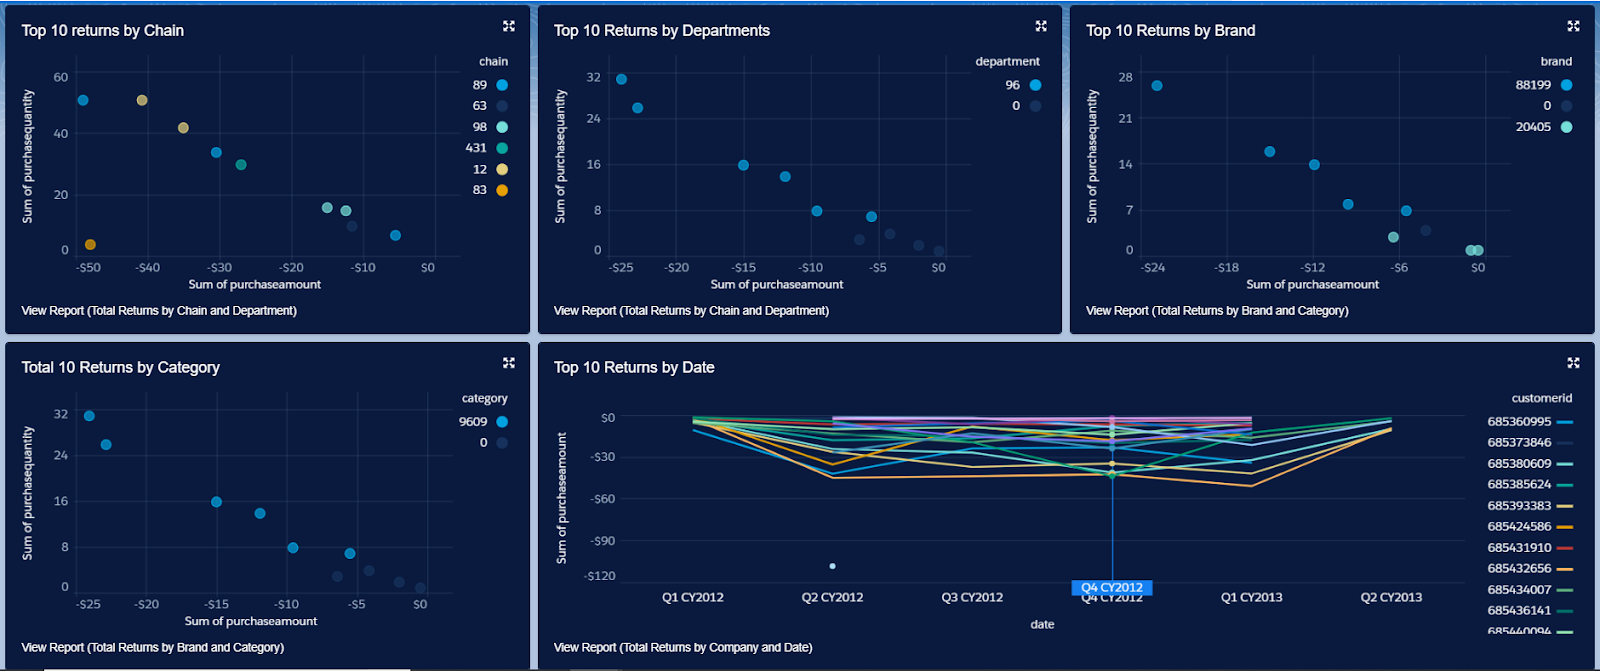 Top 10 returns by Chain
Sum of purchasequantity
60
40
20
0
-$50
-$40
-$30
-$20
-$10
$0
Sum of purchaseamount
chain
89
63
98
431
12
83
View Report (Total Returns by Chain and Department)
Top 10 Returns by Departments
Sum of purchasequantity
32
24
16
8
0
-$25
-$20
-$15
-$10
-$5
$0
Sum of purchaseamount
department
96
0
View Report (Total Returns by Chain and Department)
Top 10 Returns by Brand
Sum of purchasequantity
28
21
14
7
0
-$24
-$18
-$12
-$6
$0
Sum of purchaseamount
brand
88199
0
20405
View Report (Total Returns by Brand and Category)
Total 10 Returns by Category
Sum of purchasequantity
32
24
16
8
0
-$25
-$20
-$15
-$10
-$5
$0
Sum of purchaseamount
category
9609
0
View Report (Total Returns by Brand and Category)
Top 10 Returns by Date
Sum of purchaseamount
$0
-$30
-$60
-$90
-$120
Q4 CY2012
Q1 CY2012
Q2 CY2012
Q3 CY2012
Q4 CY2012
Q1 CY2013
Q2 CY2013
date
customerid
685360995
685373846
685380609
685385624
685393383
685424586
685431910
685432656
685434007
685436141
685440094
View Report (Total Returns by Company and Date)